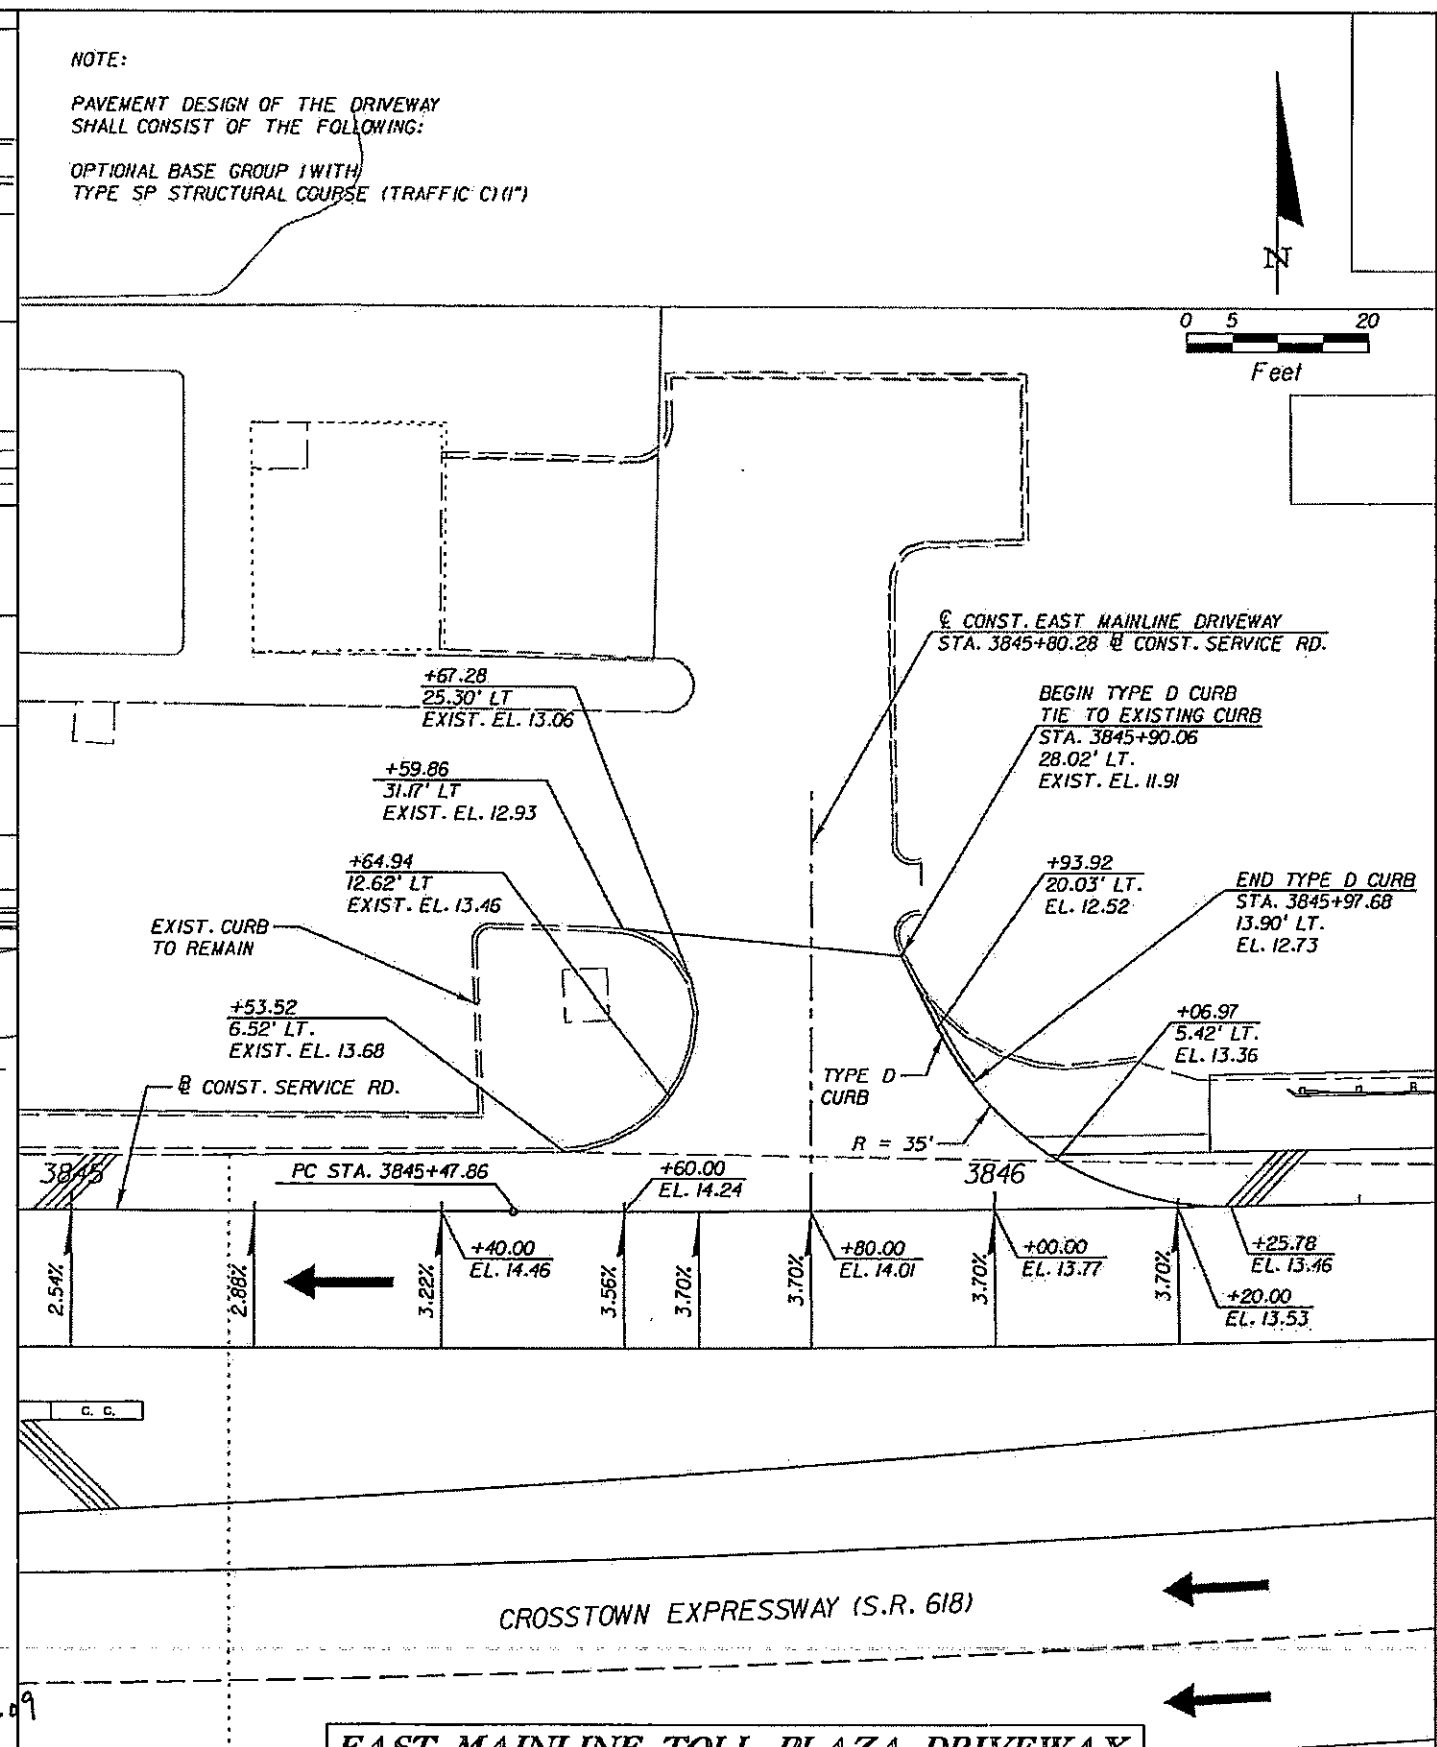 NOTE:
PAVEMENT DESIGN OF THE DRIVEWAY
SHALL CONSIST OF THE FOLLOWING:
OPTIONAL BASE GROUP 1 WITH
TYPE SP STRUCTURAL COURSE (TRAFFIC C)(1")
N
0 5 20
Feet
℄ CONST. EAST MAINLINE DRIVEWAY
STA. 3845+80.28 ℄ CONST. SERVICE RD.
+67.28
25.30' LT
EXIST. EL. 13.06
BEGIN TYPE D CURB
TIE TO EXISTING CURB
STA. 3845+90.06
28.02' LT.
EXIST. EL. 11.91
+59.86
31.17' LT
EXIST. EL. 12.93
+64.94
12.62' LT
EXIST. EL. 13.46
+93.92
20.03' LT.
EL. 12.52
END TYPE D CURB
STA. 3845+97.68
13.90' LT.
EL. 12.73
EXIST. CURB
TO REMAIN
+53.52
6.52' LT.
EXIST. EL. 13.68
+06.97
5.42' LT.
EL. 13.36
℄ CONST. SERVICE RD.
TYPE D
CURB
R = 35'
3845
PC STA. 3845+47.86
+60.00
EL. 14.24
3846
+40.00
EL. 14.46
+80.00
EL. 14.01
+00.00
EL. 13.77
+25.78
EL. 13.46
+20.00
EL. 13.53
2.54%
2.88%
3.22%
3.56%
3.70%
3.70%
3.70%
3.70%
C. C.
CROSSTOWN EXPRESSWAY (S.R. 618)
EAST MAINLINE TOLL PLAZA DRIVEWAY